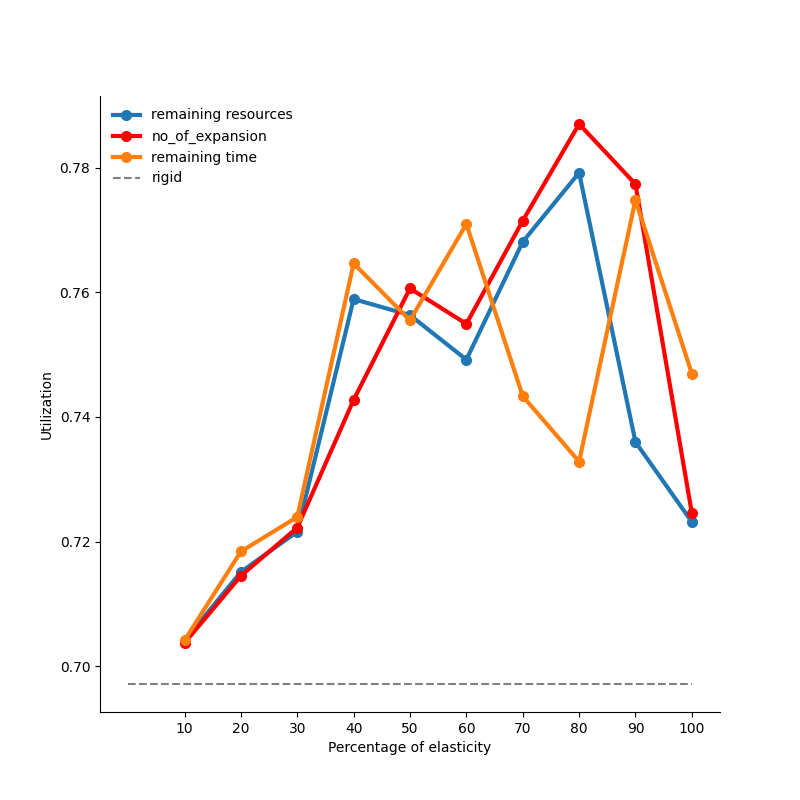 remaining resources
no_of_expansion
remaining time
rigid
0.78
0.76
0.74
0.72
0.70
Utilization
10 20 30 40 50 60 70 80 90 100
Percentage of elasticity